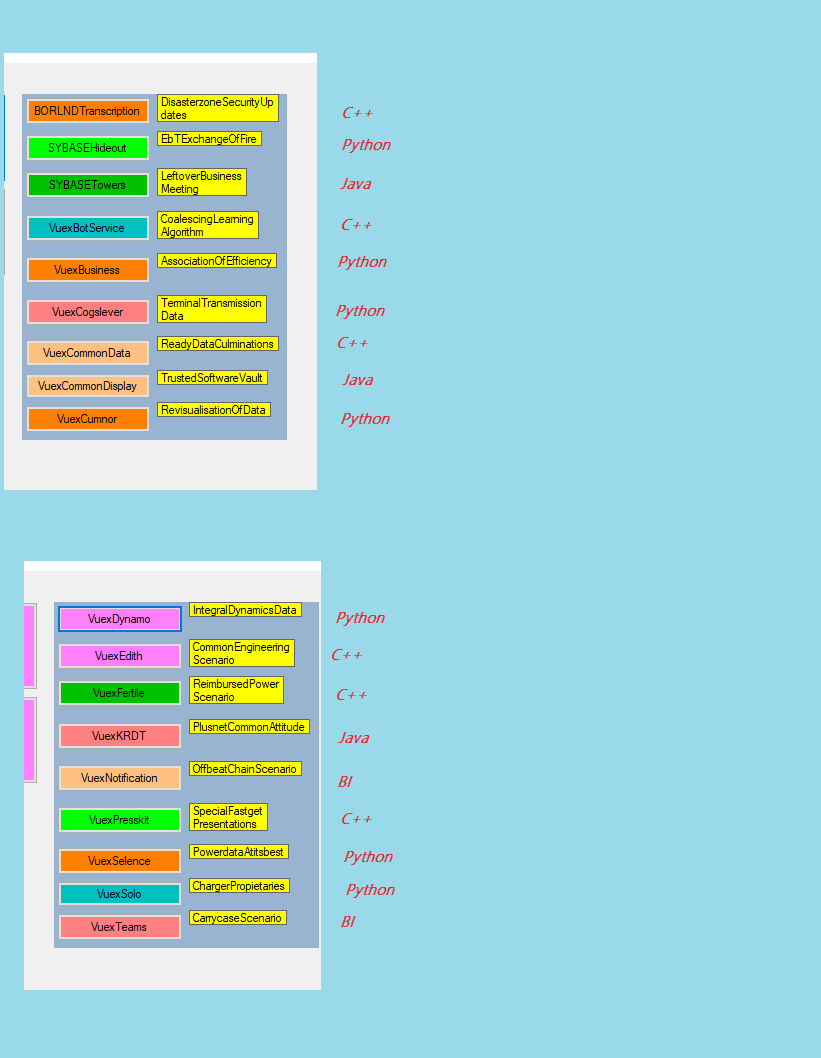 BORLNDTranscription
DisasterzoneSecurityUp
dates
C++
SYBASEHideout
EbTExchangeOfFire
Python
SYBASETowers
LeftoverBusiness
Meeting
Java
VuexBotService
CoalescingLearning
Algorithm
C++
VuexBusiness
AssociationOfEfficiency
Python
VuexCogslever
TerminalTransmission
Data
Python
VuexCommonData
ReadyDataCulminations
C++
VuexCommonDisplay
TrustedSoftwareVault
Java
VuexCumnor
RevisualisationOfData
Python
VuexDynamo
IntegralDynamicsData
Python
VuexEdith
CommonEngineering
Scenario
C++
VuexFertile
ReimbursedPower
Scenario
C++
VuexKRDT
PlusnetCommonAttitude
Java
VuexNotification
OffbeatChainScenario
BI
VuexPresskit
SpecialFastget
Presentations
C++
VuexSelence
PowerdataAtitsbest
Python
VuexSolo
ChargerPropietaries
Python
VuexTeams
CarrycaseScenario
BI